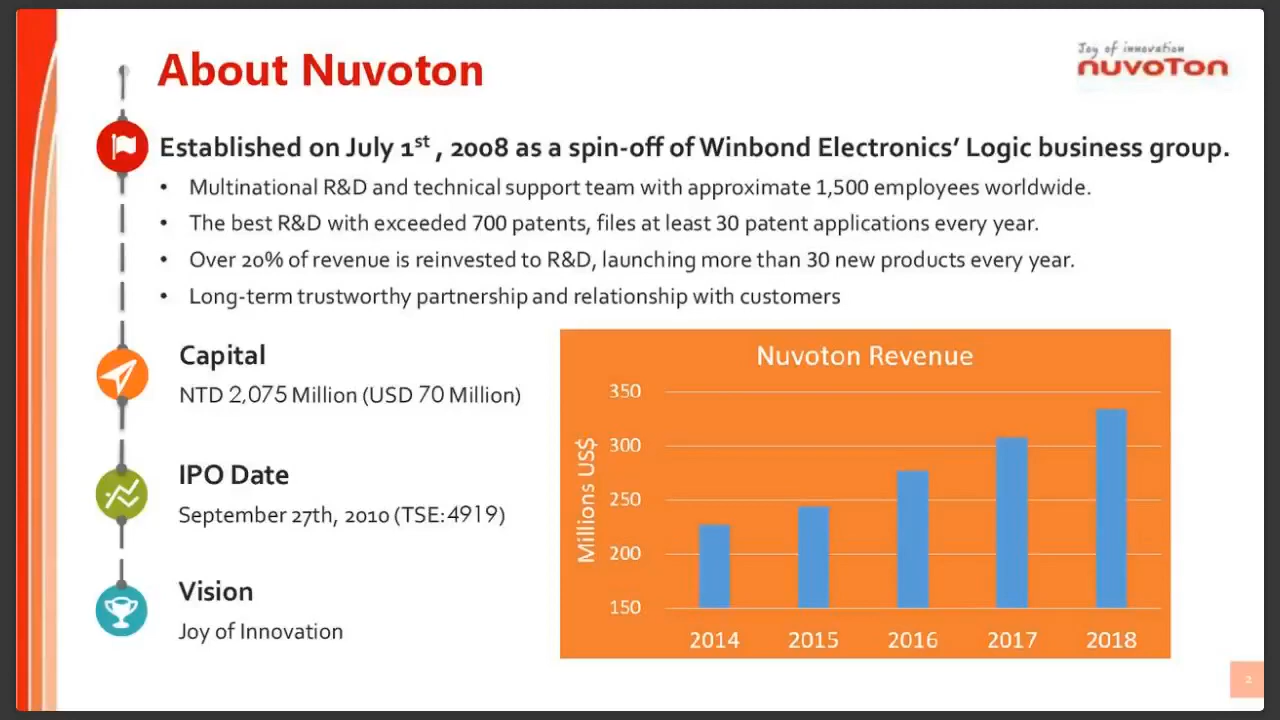 About Nuvoton
Joy of innovation
nuvoTon
Established on July 1st , 2008 as a spin-off of Winbond Electronics’ Logic business group.
• Multinational R&D and technical support team with approximate 1,500 employees worldwide.
• The best R&D with exceeded 700 patents, files at least 30 patent applications every year.
• Over 20% of revenue is reinvested to R&D, launching more than 30 new products every year.
• Long-term trustworthy partnership and relationship with customers
Capital
NTD 2,075 Million (USD 70 Million)
IPO Date
September 27th, 2010 (TSE:4919)
Vision
Joy of Innovation
Nuvoton Revenue
Millions US$
350
300
250
200
150
2014 2015 2016 2017 2018
2